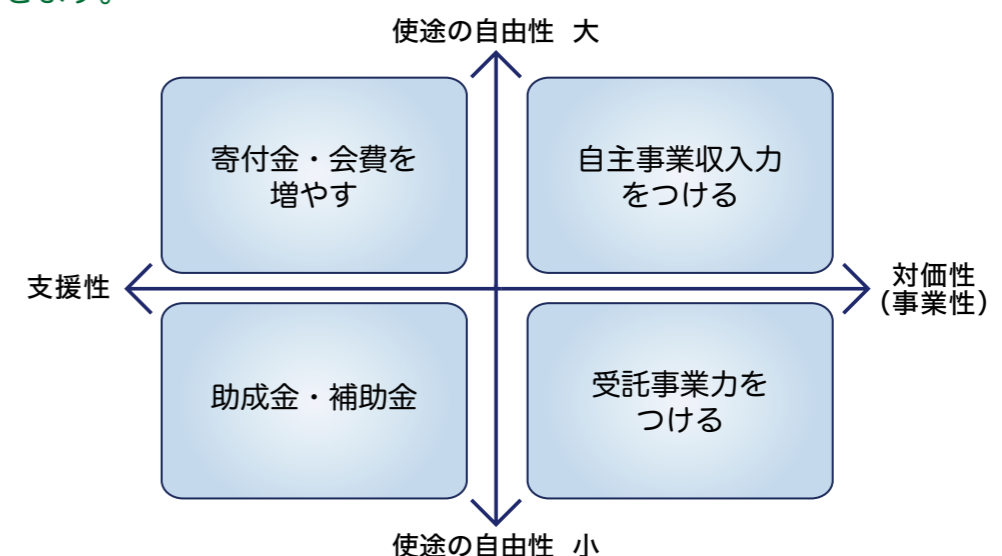 きます。
使途の自由性 大
寄付金・会費を
増やす
自主事業収入力
をつける
支援性
対価性
(事業性)
助成金・補助金
受託事業力を
つける
使途の自由性 小